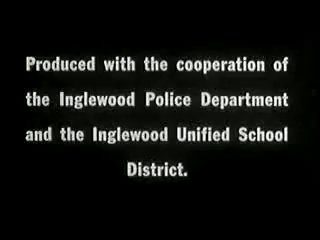 Produced with the cooperation of
the Inglewood Police Department
and the Inglewood Unified School
District.